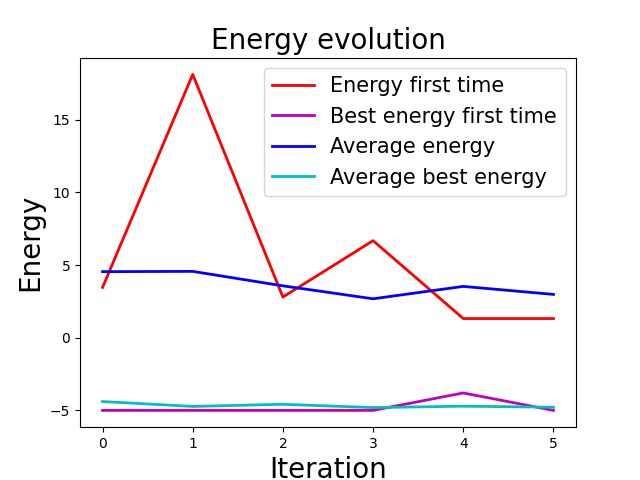 Energy evolution
Energy first time
Best energy first time
Average energy
Average best energy
Energy
15
10
5
0
−5
0 1 2 3 4 5
Iteration